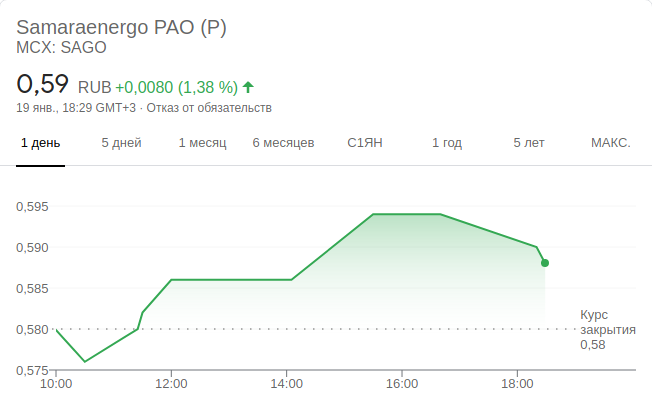 Samaraenergo PAO (P)
MCX: SAGO
0,59 RUB +0,0080 (1,38 %)
19 янв., 18:29 GMT+3 · Отказ от обязательств
1 день 5 дней 1 месяц 6 месяцев С1ЯН 1 год 5 лет МАКС.
0,595
0,590
0,585
0,580
0,575
Курс
закрытия
0,58
10:00 12:00 14:00 16:00 18:00